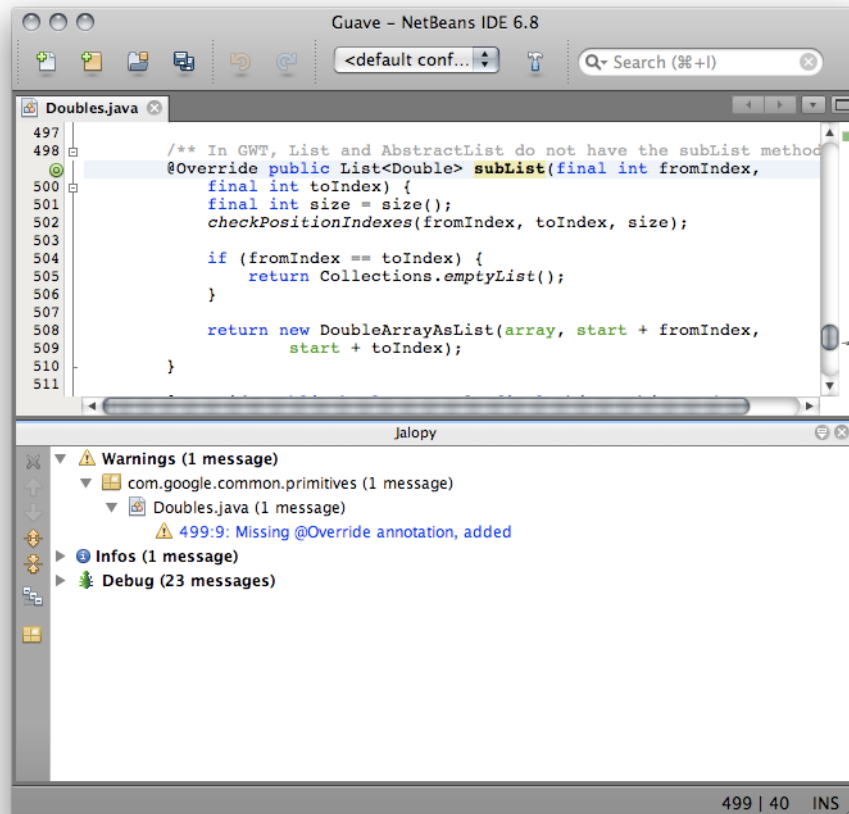 Guave – NetBeans IDE 6.8
<default conf...
Search (⌘+I)
Doubles.java
497
498 /** In GWT, List and AbstractList do not have the subList method
@Override public List<Double> subList(final int fromIndex,
500 final int toIndex) {
501 final int size = size();
502 checkPositionIndexes(fromIndex, toIndex, size);
503
504 if (fromIndex == toIndex) {
505 return Collections.emptyList();
506 }
507
508 return new DoubleArrayAsList(array, start + fromIndex,
509 start + toIndex);
510 }
511
Jalopy
Warnings (1 message)
com.google.common.primitives (1 message)
Doubles.java (1 message)
499:9: Missing @Override annotation, added
Infos (1 message)
Debug (23 messages)
499 | 40 INS